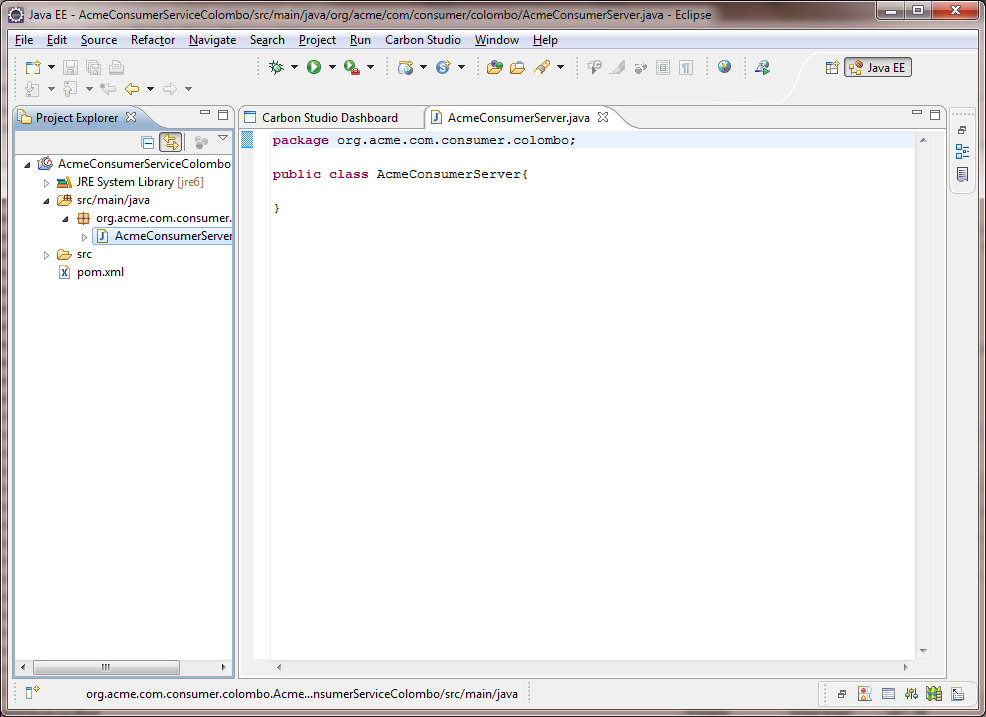 Java EE - AcmeConsumerServiceColombo/src/main/java/org/acme/com/consumer/colombo/AcmeConsumerServer.java - Eclipse
File Edit Source Refactor Navigate Search Project Run Carbon Studio Window Help
Java EE
Project Explorer
Carbon Studio Dashboard
AcmeConsumerServer.java
AcmeConsumerServiceColombo
JRE System Library [jre6]
src/main/java
org.acme.com.consumer.
AcmeConsumerServer
src
pom.xml
package org.acme.com.consumer.colombo;
public class AcmeConsumerServer{
}
org.acme.com.consumer.colombo.Acme...nsumerServiceColombo/src/main/java